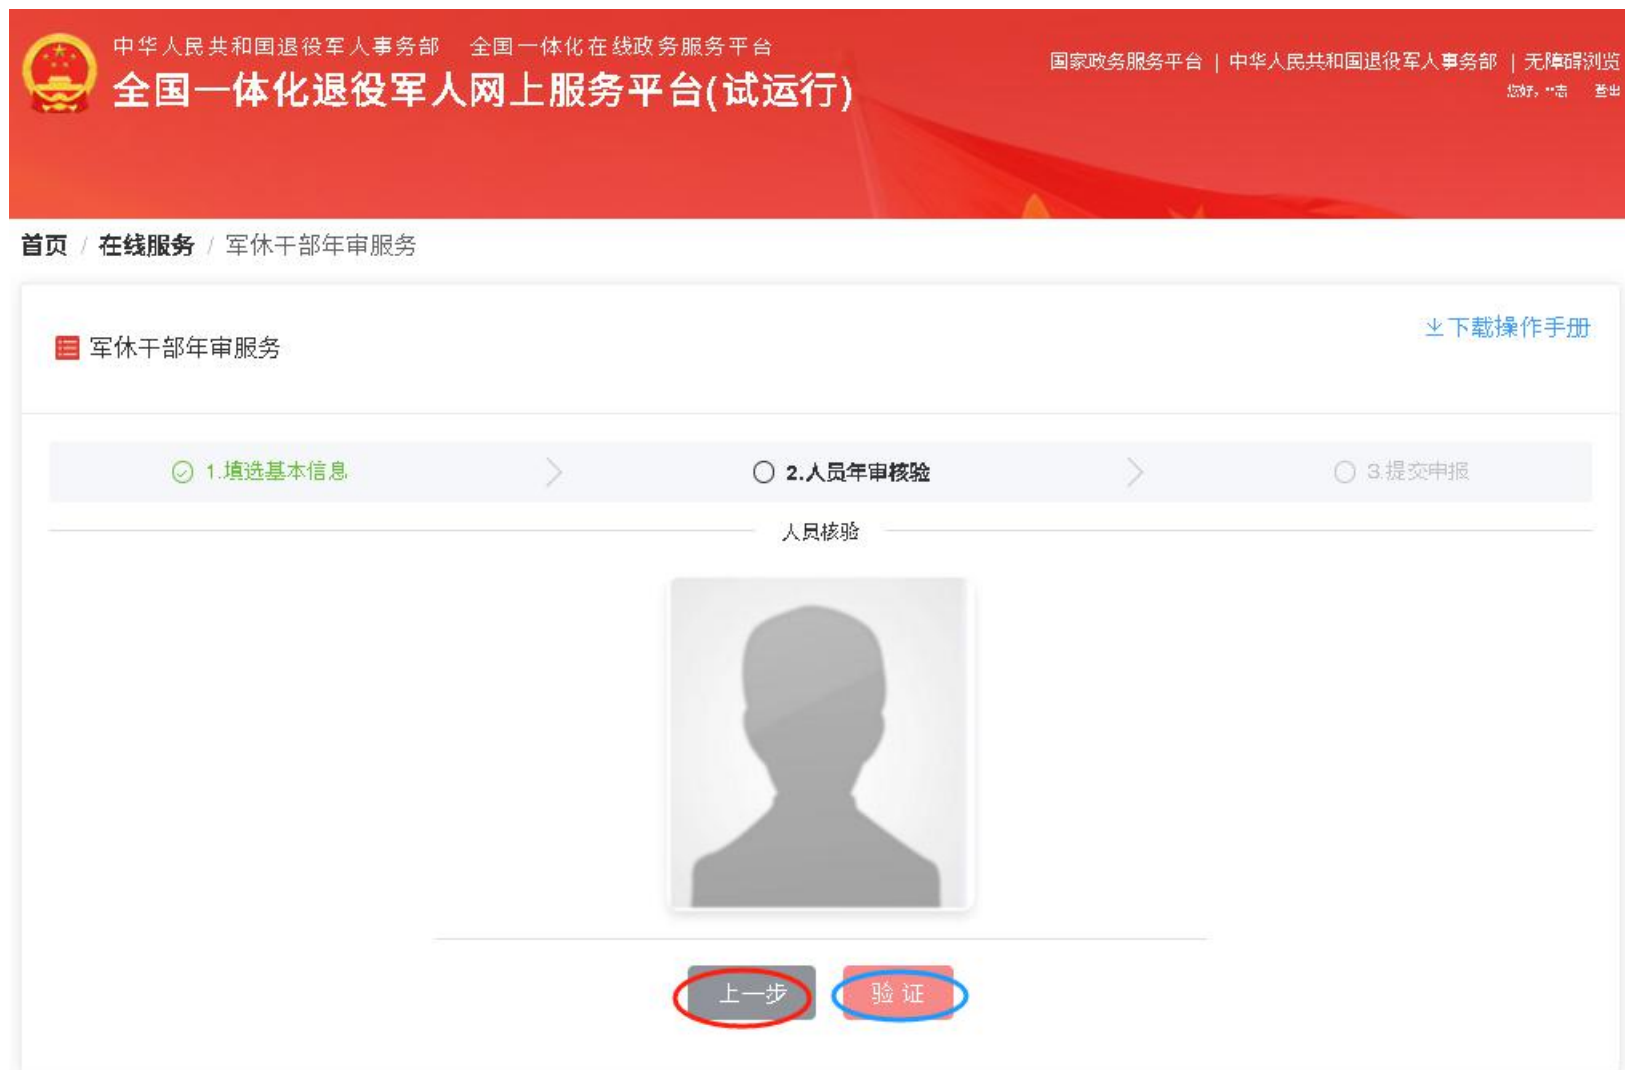 中华人民共和国退役军人事务部 全国一体化在线政务服务平台
全国一体化退役军人网上服务平台(试运行)
国家政务服务平台 | 中华人民共和国退役军人事务部 | 无障碍浏览
您好, **志 登出
首页 / 在线服务 / 军休干部年审服务
军休干部年审服务
下载操作手册
1.填选基本信息 2.人员年审核验 3.提交申报
人员核验
上一步 验 证